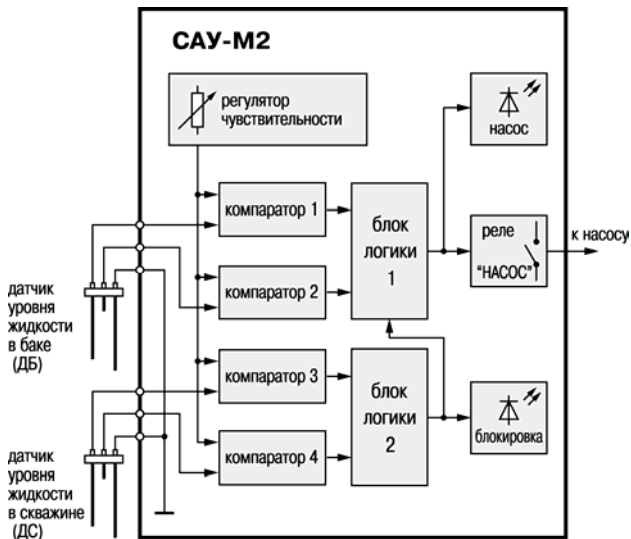 САУ-М2
регулятор
чувствительности
насос
компаратор 1
блок
логики
1
реле
"НАСОС"
к насосу
компаратор 2
датчик
уровня
жидкости
в баке
(ДБ)
компаратор 3
блок
логики
2
блокировка
компаратор 4
датчик
уровня
жидкости
в скважине
(ДС)